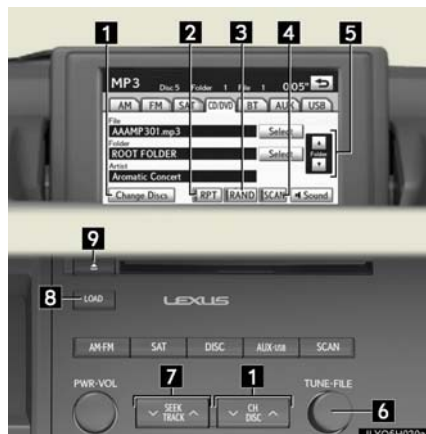 1 2 3 4 5
MP3 Disc 5 Folder 1 File 1 0'05"
AM FM SAT CD/DVD BT AUX USB
File
AAAMP301.mp3 Select
Folder
ROOT FOLDER Select Folder
Artist
Aromatic Concert
Change Discs RPT RAND SCAN Sound
9
8 LOAD LEXUS
AM·FM SAT DISC AUX·USB SCAN
7 1
PWR·VOL TUNE·FILE
SEEK TRACK CH DISC 6